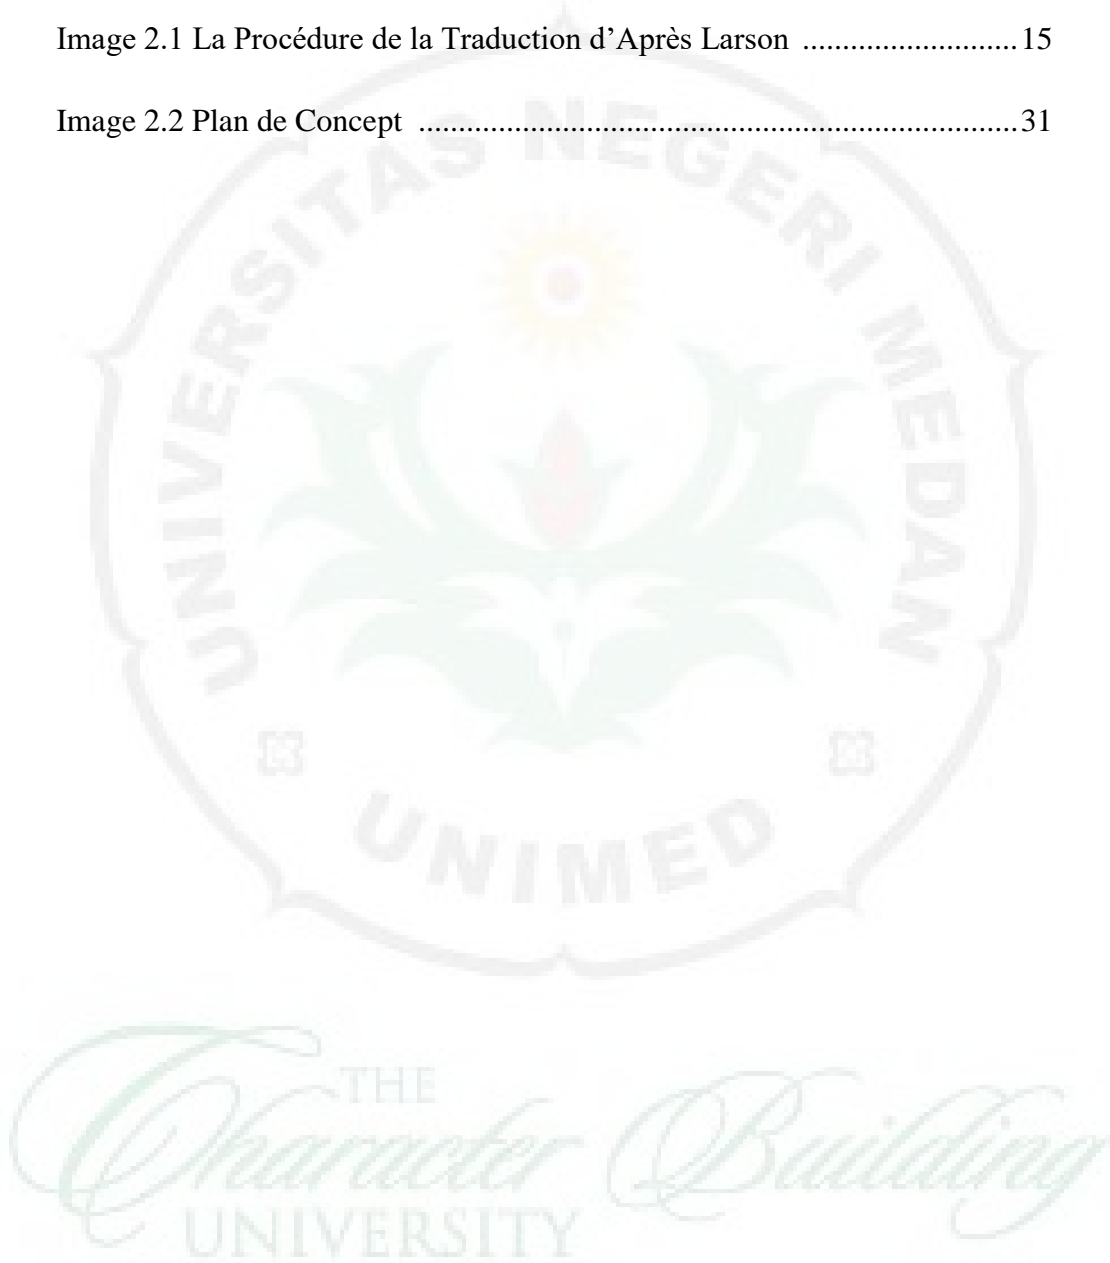 Image 2.1 La Procédure de la Traduction d’Après Larson ...........................15
Image 2.2 Plan de Concept ...........................................................................31
UNIVERSITAS NEGERI MEDAN
UNIMED
THE
Character Building
UNIVERSITY